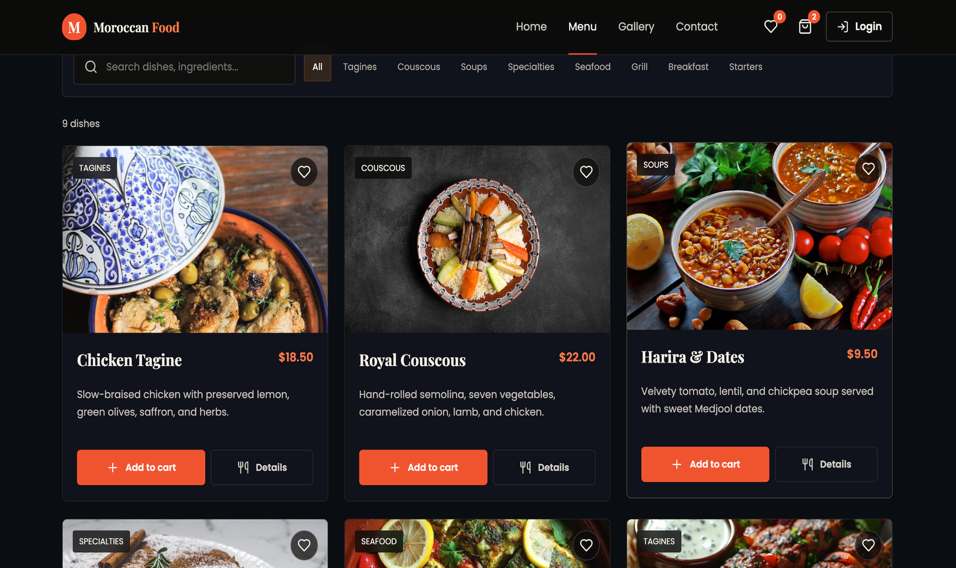 M Moroccan Food Home Menu Gallery Contact 0 2 Login
Search dishes, ingredients... All Tagines Couscous Soups Specialties Seafood Grill Breakfast Starters
9 dishes
TAGINES
Chicken Tagine $18.50
Slow-braised chicken with preserved lemon,
green olives, saffron, and herbs.
Add to cart Details
COUSCOUS
Royal Couscous $22.00
Hand-rolled semolina, seven vegetables,
caramelized onion, lamb, and chicken.
Add to cart Details
SOUPS
Harira & Dates $9.50
Velvety tomato, lentil, and chickpea soup served
with sweet Medjool dates.
Add to cart Details
SPECIALTIES
SEAFOOD
TAGINES